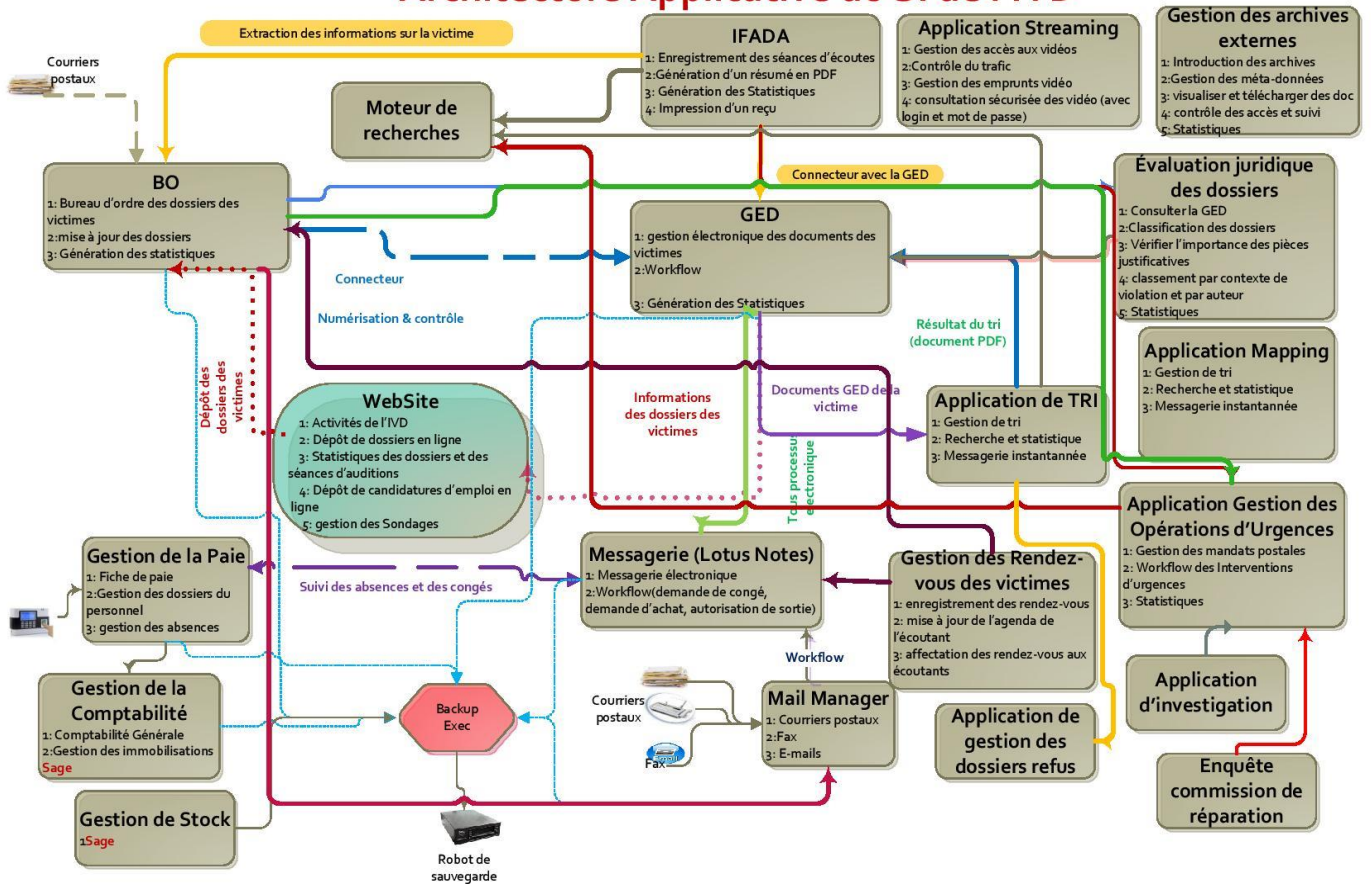 Architecture Applicative du SI de l'IVD
Extraction des informations sur la victime
Courriers
postaux
IFADA
1: Enregistrement des séances d'écoutes
2:Génération d'un résumé en PDF
3: Génération des Statistiques
4: Impression d'un reçu
Application Streaming
1: Gestion des accès aux vidéos
2:Contrôle du trafic
3: Gestion des emprunts vidéo
4: consultation sécurisée des vidéo (avec
login et mot de passe)
Gestion des archives
externes
1: Introduction des archives
2:Gestion des méta-données
3: visualiser et télécharger des doc
4: contrôle des accès et suivi
5: Statistiques
Moteur de
recherches
BO
1: Bureau d'ordre des dossiers des
victimes
2:mise à jour des dossiers
3: Génération des statistiques
Connecteur avec la GED
GED
1: gestion électronique des documents des
victimes
2:Workflow
3: Génération des Statistiques
Évaluation juridique
des dossiers
1: Consulter la GED
2:Classification des dossiers
3: Vérifier l'importance des pièces
justificatives
4: classement par contexte de
violation et par auteur
5: Statistiques
Connecteur
Numérisation & contrôle
Résultat du tri
(document PDF)
Application Mapping
1: Gestion de tri
2: Recherche et statistique
3: Messagerie instantannée
Dépôt des
dossiers des
victimes
WebSite
1: Activités de l'IVD
2: Dépôt de dossiers en ligne
3: Statistiques des dossiers et des
séances d'auditions
4: Dépôt de candidatures d'emploi en
ligne
5: gestion des Sondages
Informations
des dossiers des
victimes
Documents GED de la
victime
Tous processus
electronique
Application de TRI
1: Gestion de tri
2: Recherche et statistique
3: Messagerie instantannée
Application Gestion des
Opérations d'Urgences
1: Gestion des mandats postales
2: Workflow des Interventions
d'urgences
3: Statistiques
Gestion de la Paie
1: Fiche de paie
2:Gestion des dossiers du
personnel
3: gestion des absences
Suivi des absences et des congés
Messagerie (Lotus Notes)
1: Messagerie électronique
2:Workflow(demande de congé,
demande d'achat, autorisation de sortie)
Gestion des Rendez-
vous des victimes
1: enregistrement des rendez-vous
2: mise à jour de l'agenda de
l'écoutant
3: affectation des rendez-vous aux
écoutants
Workflow
Gestion de la
Comptabilité
1: Comptabilité Générale
2:Gestion des immobilisations
Sage
Backup
Exec
Courriers
postaux
Fax
Mail Manager
1: Courriers postaux
2:Fax
3: E-mails
Application de
gestion des
dossiers refus
Application
d'investigation
Enquête
commission de
réparation
Gestion de Stock
1Sage
Robot de
sauvegarde